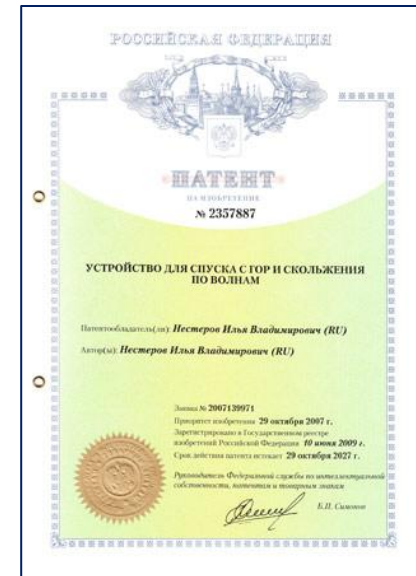 РОССИЙСКАЯ ФЕДЕРАЦИЯ
ПАТЕНТ
НА ИЗОБРЕТЕНИЕ
№ 2357887
УСТРОЙСТВО ДЛЯ СПУСКА С ГОР И СКОЛЬЖЕНИЯ
ПО ВОЛНАМ
Патентообладатель(ли): Нестеров Илья Владимирович (RU)
Автор(ы): Нестеров Илья Владимирович (RU)
Заявка № 2007139971
Приоритет изобретения 29 октября 2007 г.
Зарегистрировано в Государственном реестре
изобретений Российской Федерации 10 июня 2009 г.
Срок действия патента истекает 29 октября 2027 г.
Руководитель Федеральной службы по интеллектуальной
собственности, патентам и товарным знакам
Б.П. Симонов